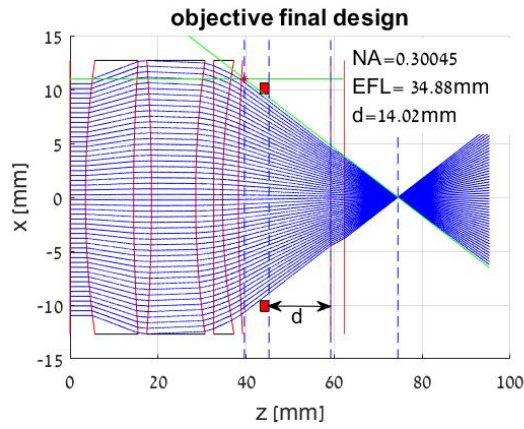 objective final design
NA=0.30045
EFL= 34.88mm
d=14.02mm
15
10
5
0
-5
-10
-15
x [mm]
d
0
20
40
60
80
100
z [mm]